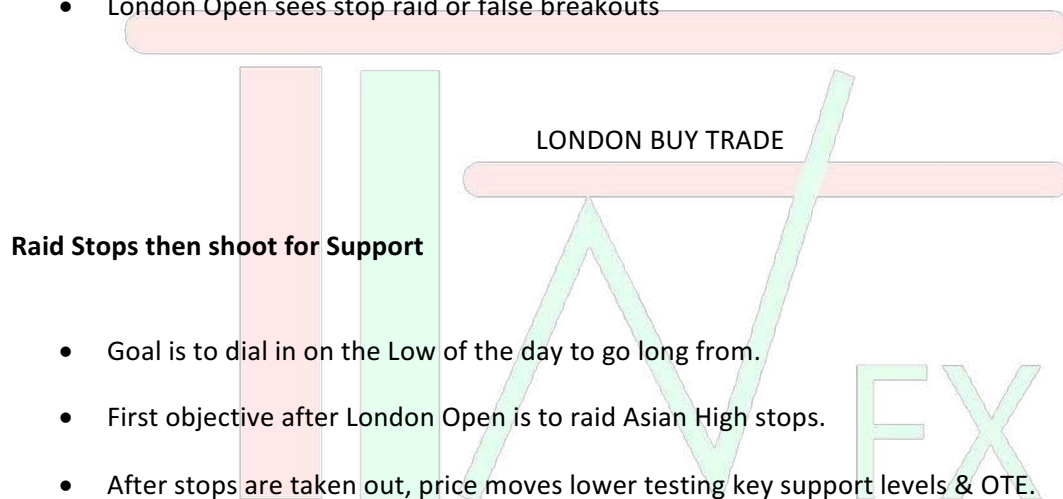 • London Open sees stop raid or false breakouts
LONDON BUY TRADE
Raid Stops then shoot for Support
• Goal is to dial in on the Low of the day to go long from.
• First objective after London Open is to raid Asian High stops.
FX
• After stops are taken out, price moves lower testing key support levels & OTE.